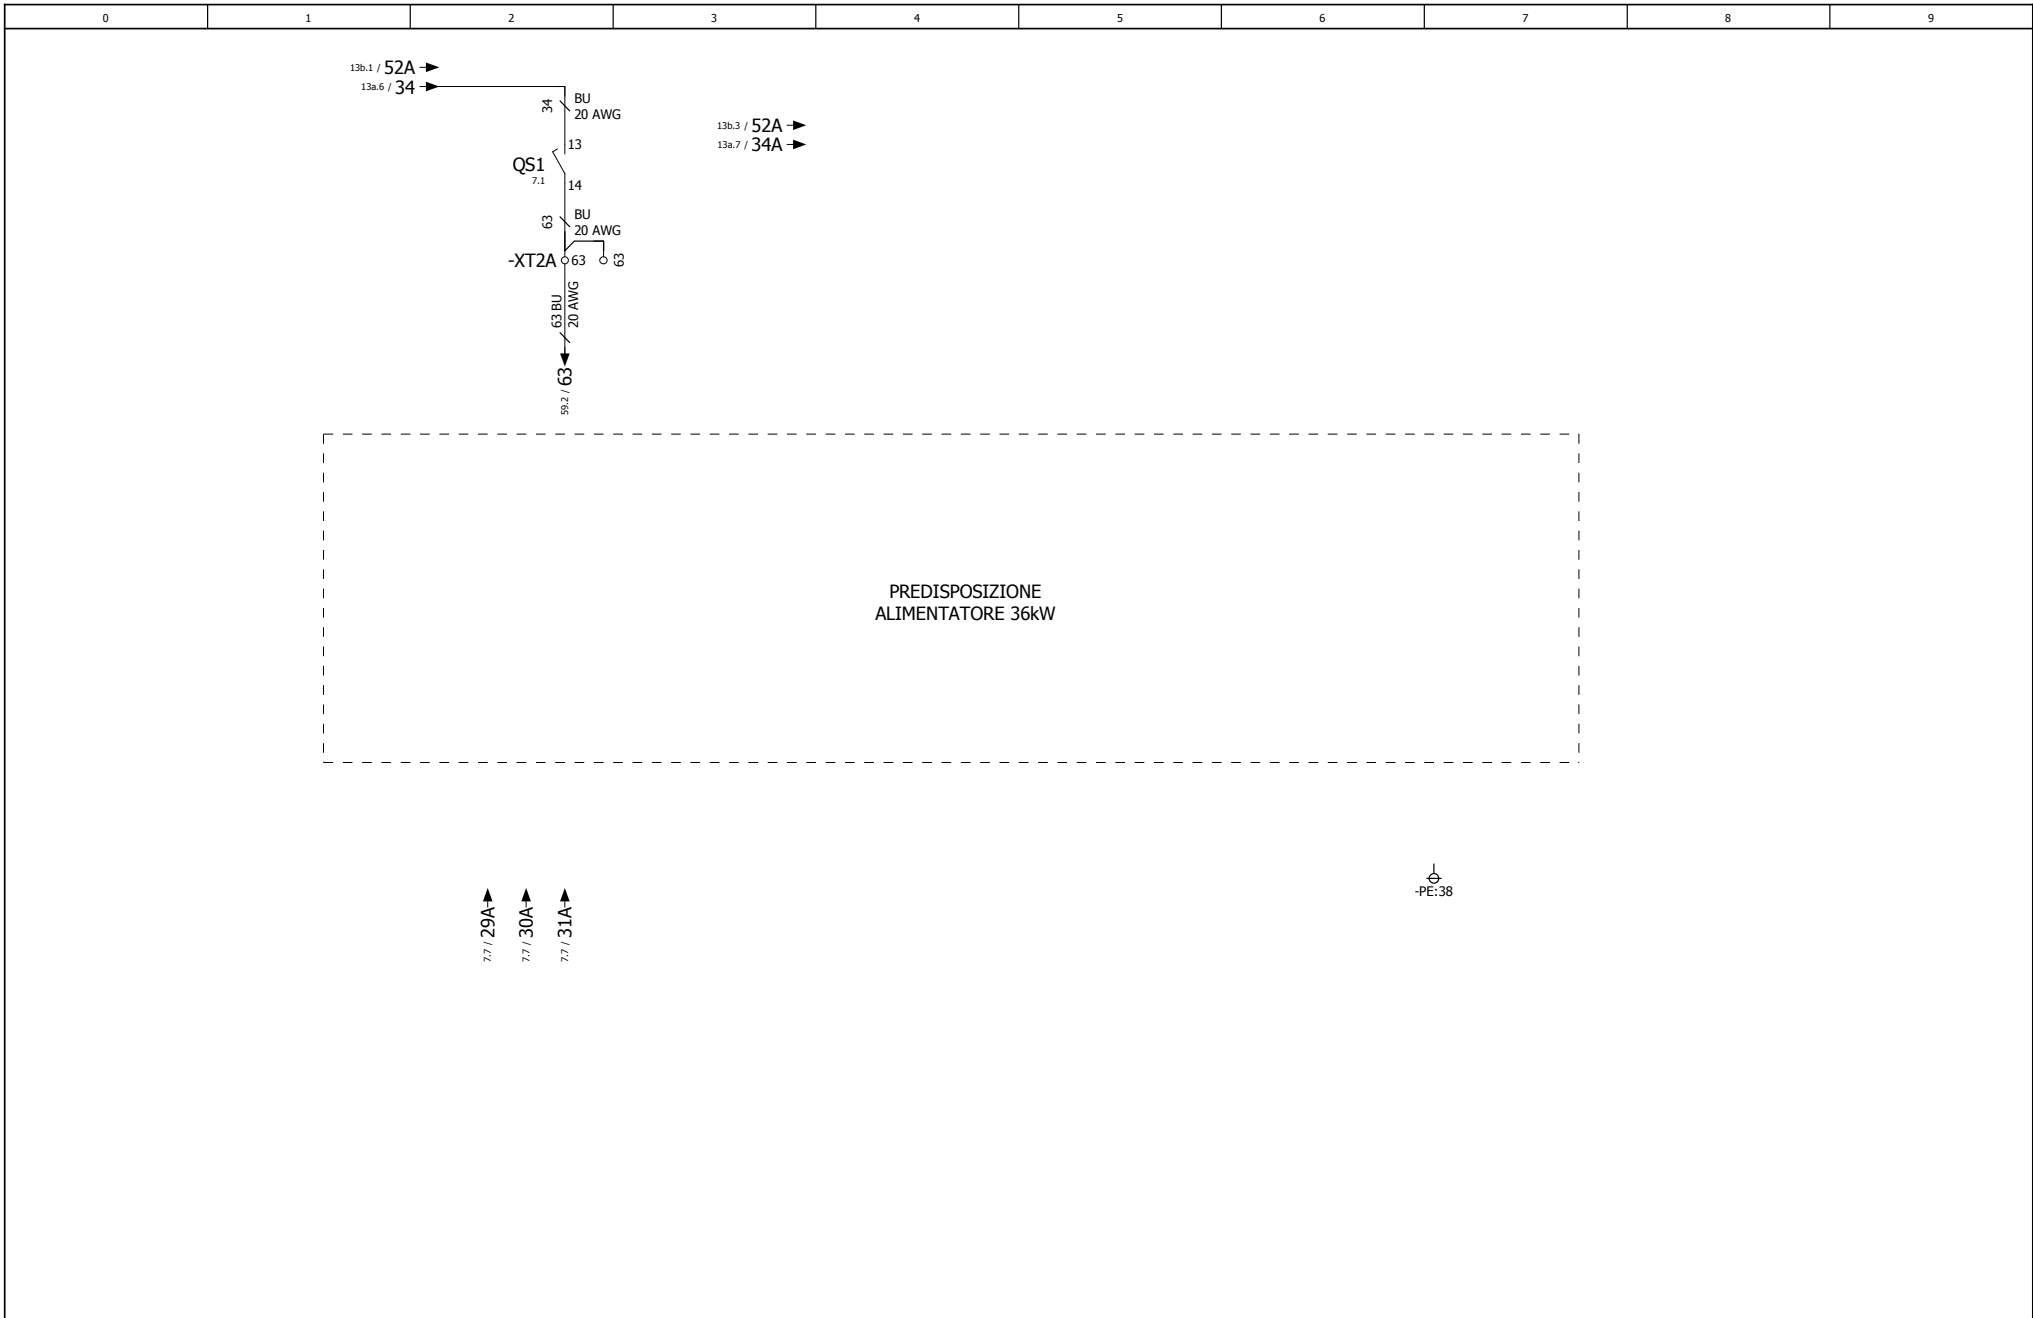 0 1 2 3 4 5 6 7 8 9
13b.1 / 52A
13a.6 / 34
34
BU
20 AWG
13b.3 / 52A
13a.7 / 34A
13
QS1
7.1
14
63
BU
20 AWG
-XT2A
63
63
63 BU
20 AWG
59.2 / 63
PREDISPOSIZIONE
ALIMENTATORE 36kW
-PE:38
7.7 / 29A
7.7 / 30A
7.7 / 31A